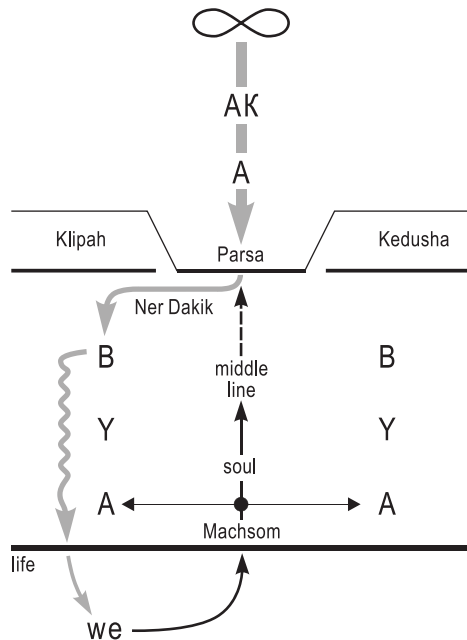 AK
A
Klipah
Parsa
Kedusha
Ner Dakik
B
middle
line
B
Y
Y
soul
A
A
Machsom
life
we